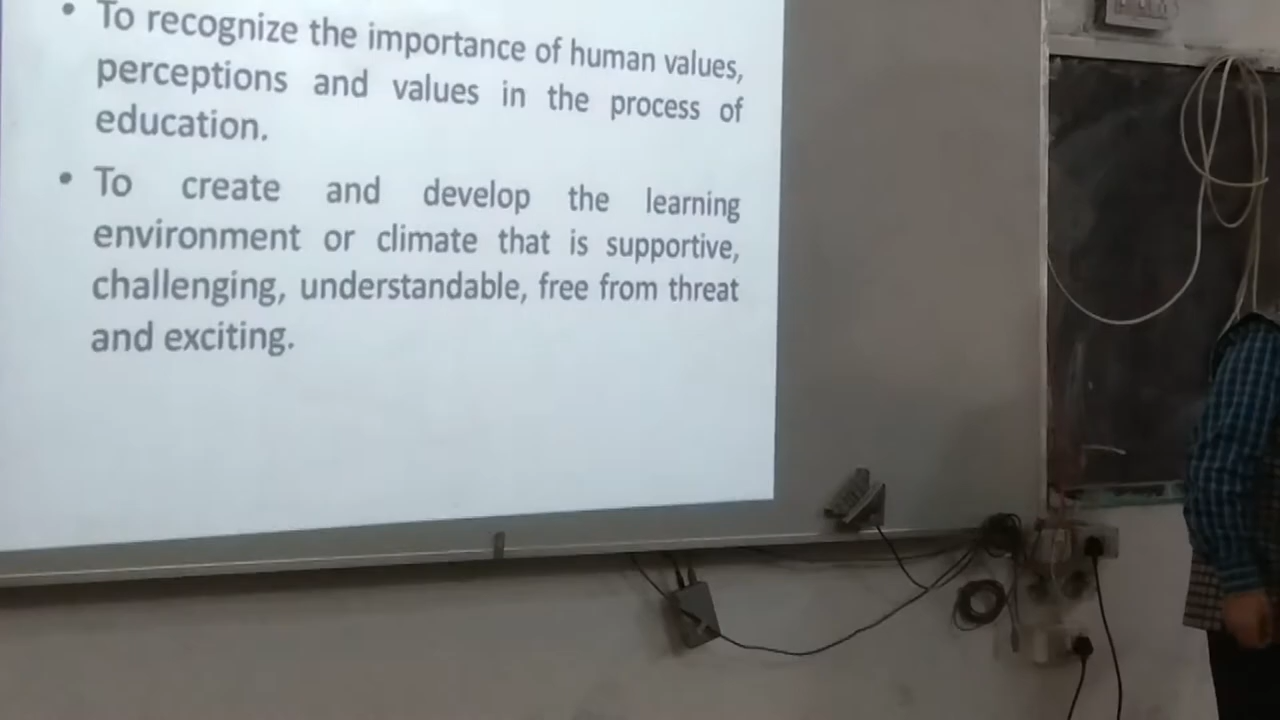 • To recognize the importance of human values,
perceptions and values in the process of
education.
• To create and develop the learning
environment or climate that is supportive,
challenging, understandable, free from threat
and exciting.